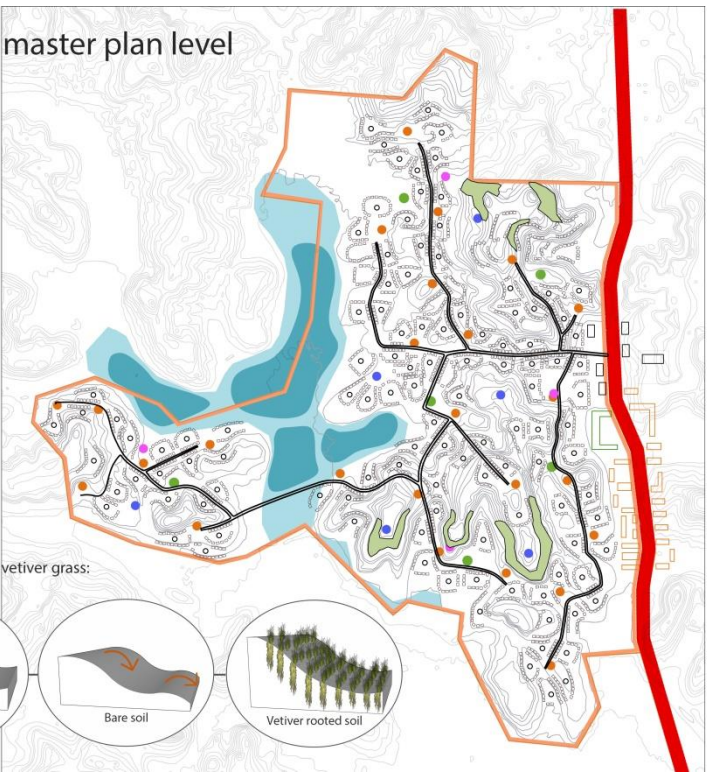 master plan level
vetiver grass:
Bare soil
Vetiver rooted soil